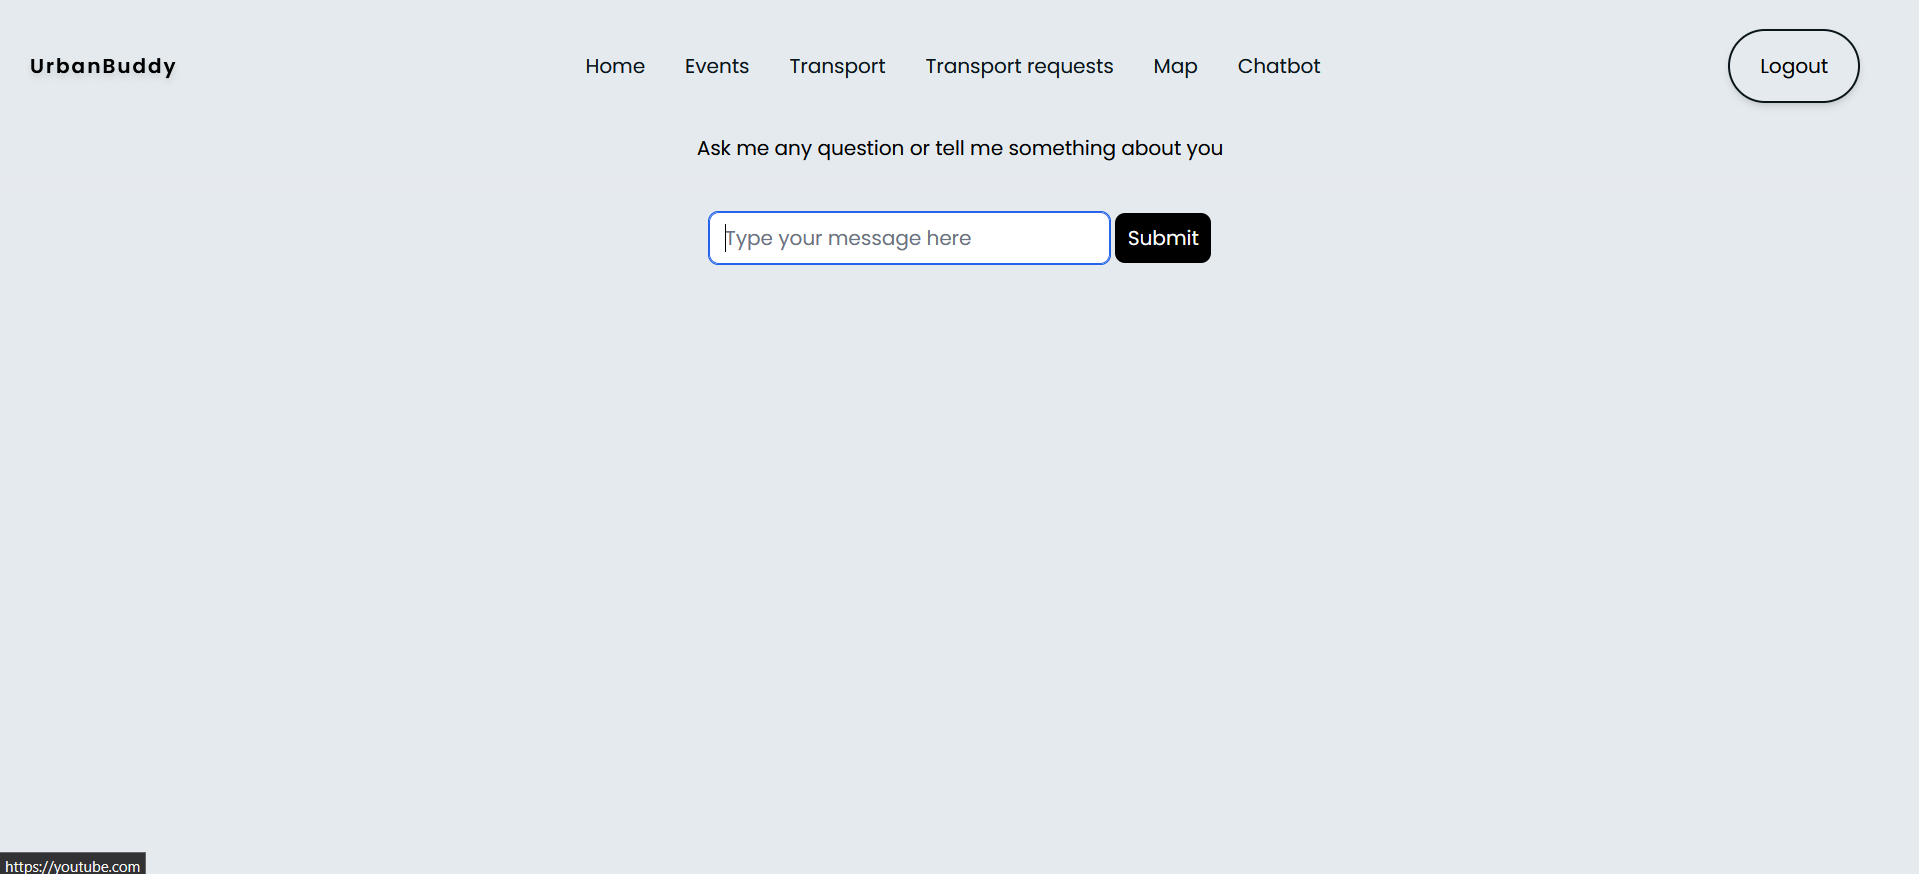 UrbanBuddy Home Events Transport Transport requests Map Chatbot Logout
Ask me any question or tell me something about you
Type your message here Submit
https://youtube.com